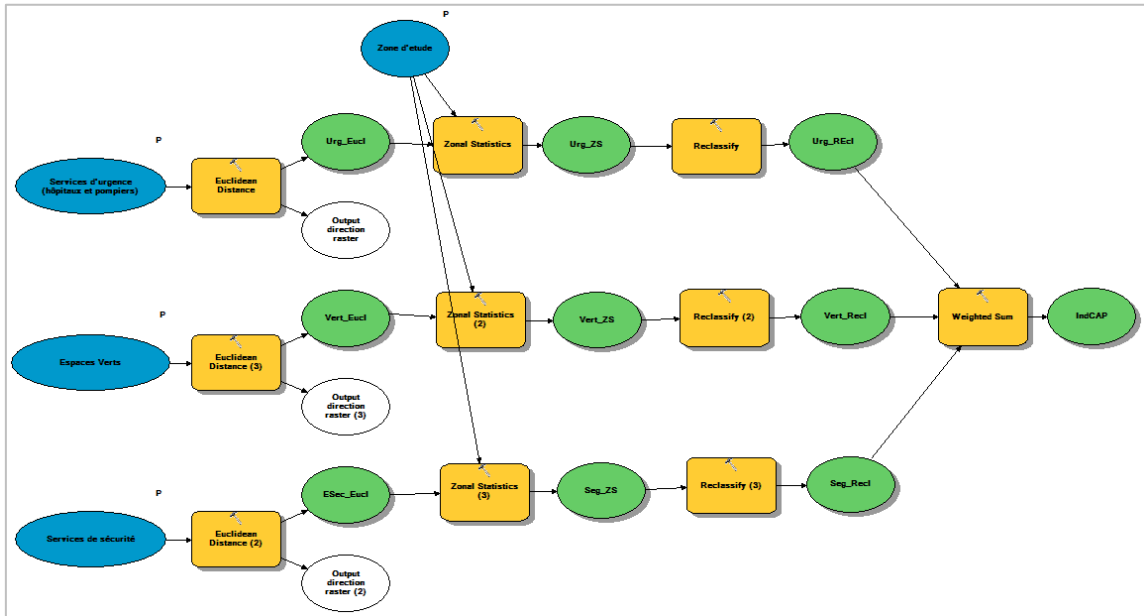 P
Zone d'etude
P
Services d'urgence
(hôpitaux et pompiers)
Euclidean
Distance
Urg_Eucl
Output
direction
raster
Zonal Statistics
Urg_ZS
Reclassify
Urg_REcl
P
Espaces Verts
Euclidean
Distance (3)
Vert_Eucl
Output
direction
raster (3)
Zonal Statistics
(2)
Vert_ZS
Reclassify (2)
Vert_Recl
Weighted Sum
IndCAP
P
Services de sécurité
Euclidean
Distance (2)
ESec_Eucl
Output
direction
raster (2)
Zonal Statistics
(3)
Seg_ZS
Reclassify (3)
Seg_Recl